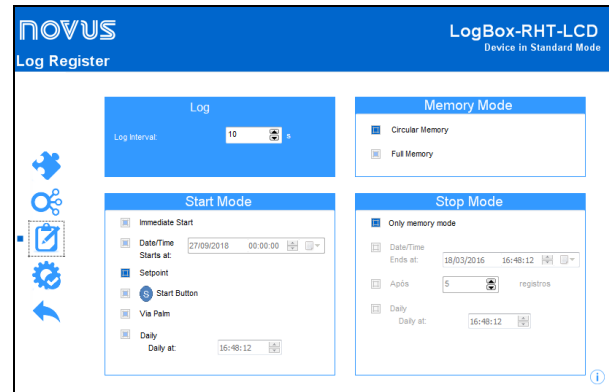 NOVUS
LogBox-RHT-LCD
Device in Standard Mode
Log Register
Log
Log Interval: 10 s
Memory Mode
Circular Memory
Full Memory
Start Mode
Immediate Start
Date/Time
Starts at: 27/09/2018 00:00:00
Setpoint
S Start Button
Via Palm
Daily
Daily at: 16:48:12
Stop Mode
Only memory mode
Date/Time
Ends at: 18/03/2016 16:48:12
Após 5 registros
Daily
Daily at: 16:48:12
i